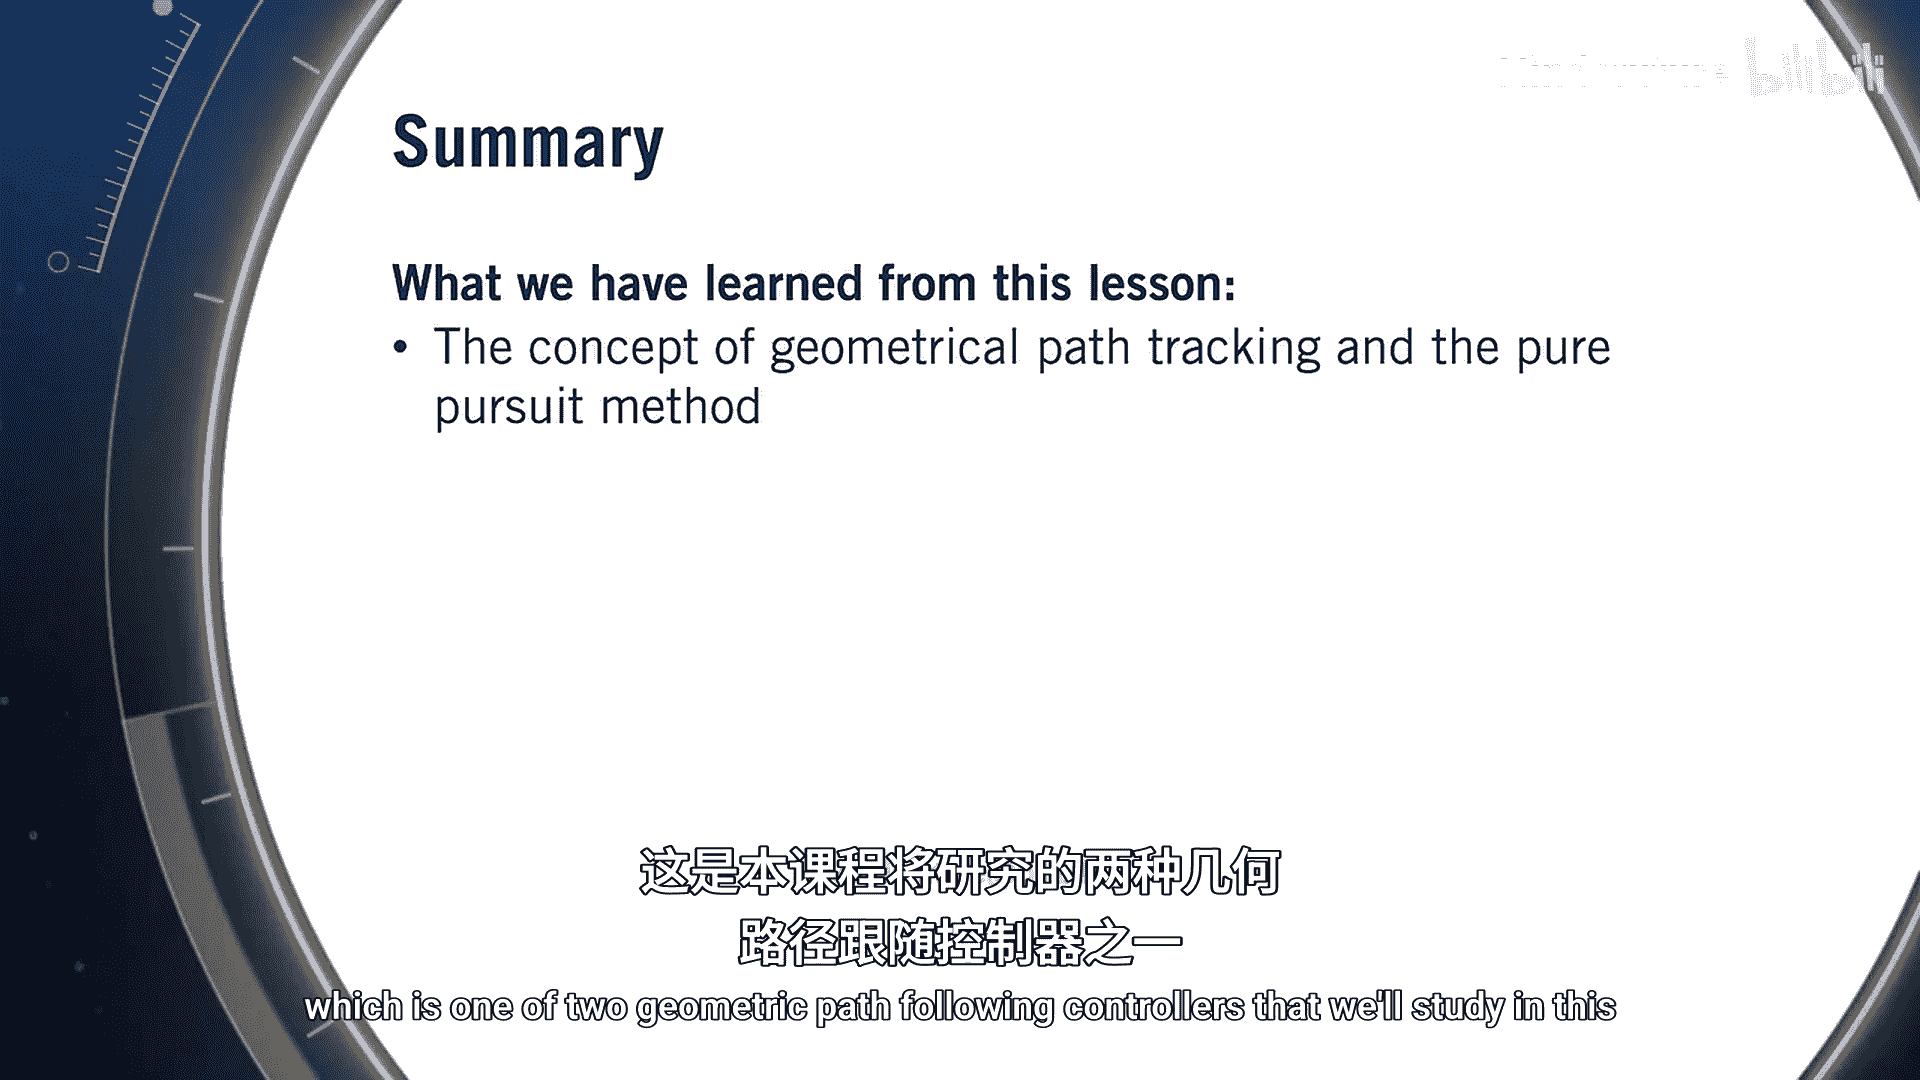 bilibili
Summary
What we have learned from this lesson:
• The concept of geometrical path tracking and the pure
pursuit method
这是本课程将研究的两种几何
路径跟随控制器之一
which is one of two geometric path following controllers that we'll study in this